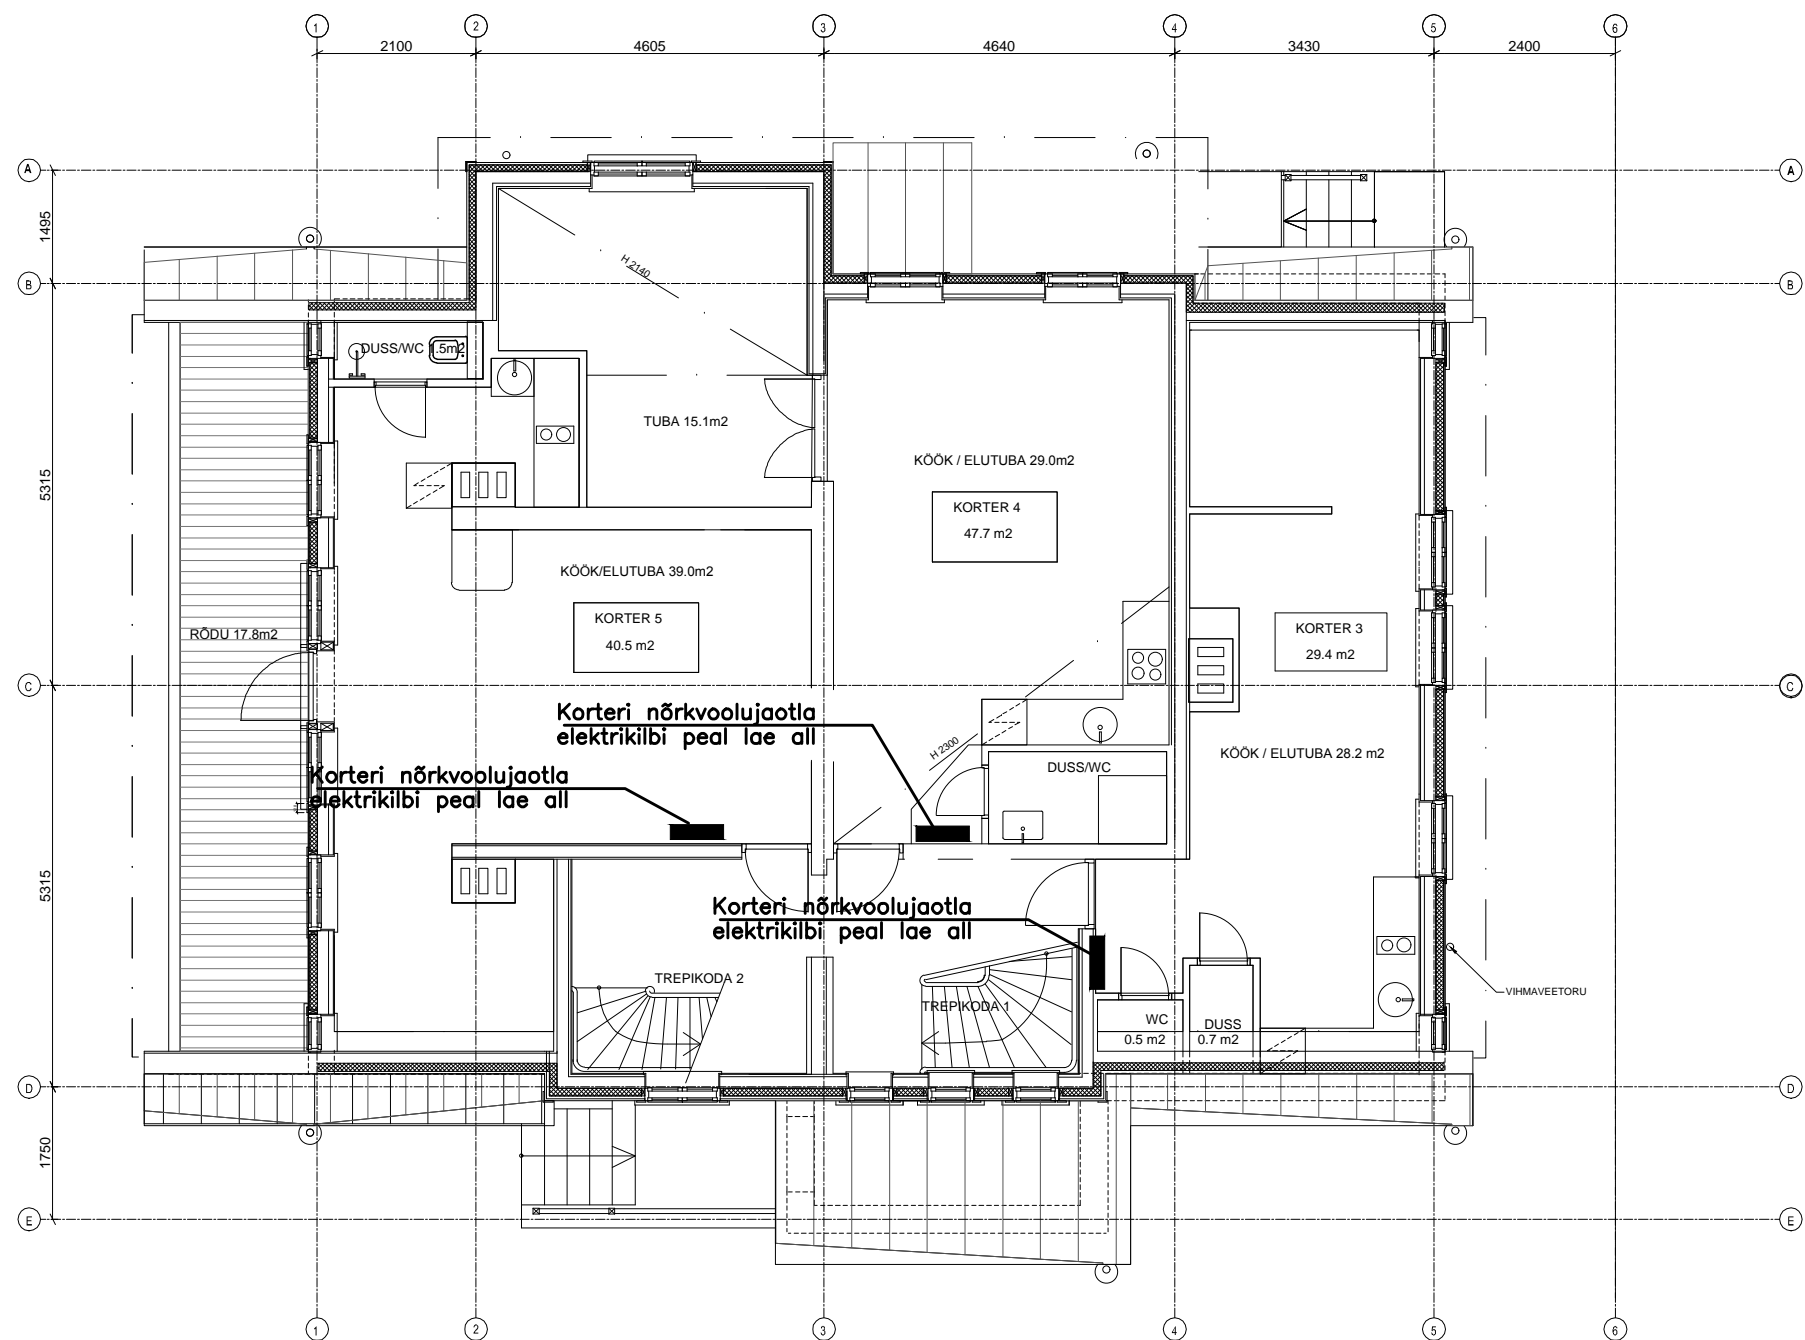 1
2
3
4
5
6
2100
4605
4640
3430
2400
A
A
1495
B
B
H 2140
DUSS/WC 1.5m2
TUBA 15.1m2
KÖÖK / ELUTUBA 29.0m2
5315
KORTER 4
47.7 m2
KÖÖK/ELUTUBA 39.0m2
KORTER 5
40.5 m2
KORTER 3
29.4 m2
RÕDU 17.8m2
C
C
Korteri nõrkvoolujaotla
elektrikilbi peal lae all
H 2300
KÖÖK / ELUTUBA 28.2 m2
DUSS/WC
Korteri nõrkvoolujaotla
elektrikilbi peal lae all
5315
Korteri nõrkvoolujaotla
elektrikilbi peal lae all
TREPIKODA 2
TREPIKODA 1
VIHMAVEETORU
WC
0.5 m2
DUSS
0.7 m2
D
D
1750
E
E
1
2
3
4
5
6